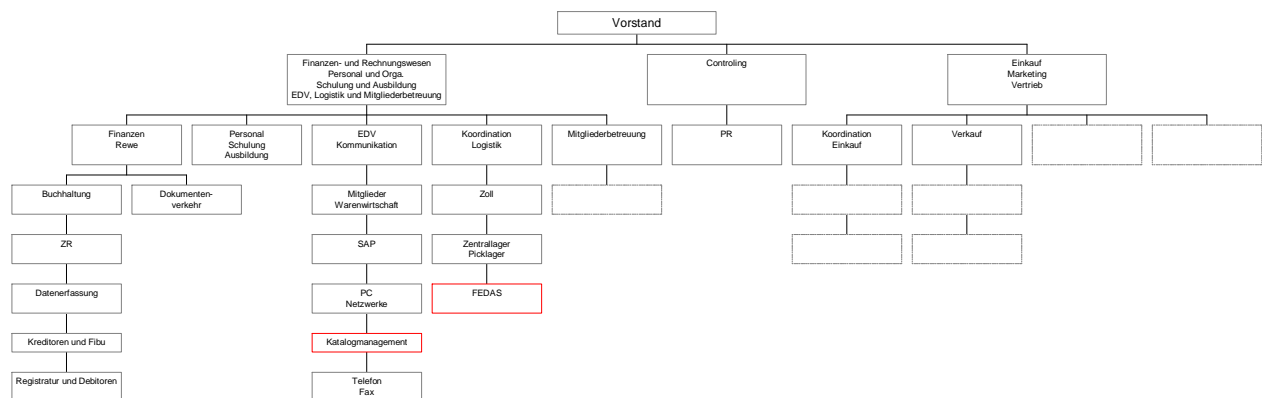 Vorstand
Finanzen- und Rechnungswesen
Personal und Orga.
Schulung und Ausbildung
EDV, Logistik und Mitgliederbetreuung
Controling
Einkauf
Marketing
Vertrieb
Finanzen
Rewe
Personal
Schulung
Ausbildung
EDV
Kommunikation
Koordination
Logistik
Mitgliederbetreuung
PR
Koordination
Einkauf
Verkauf
Buchhaltung
Dokumenten-
verkehr
Mitglieder
Warenwirtschaft
Zoll
ZR
SAP
Zentrallager
Picklager
Datenerfassung
PC
Netzwerke
FEDAS
Kreditoren und Fibu
Katalogmanagement
Registratur und Debitoren
Telefon
Fax